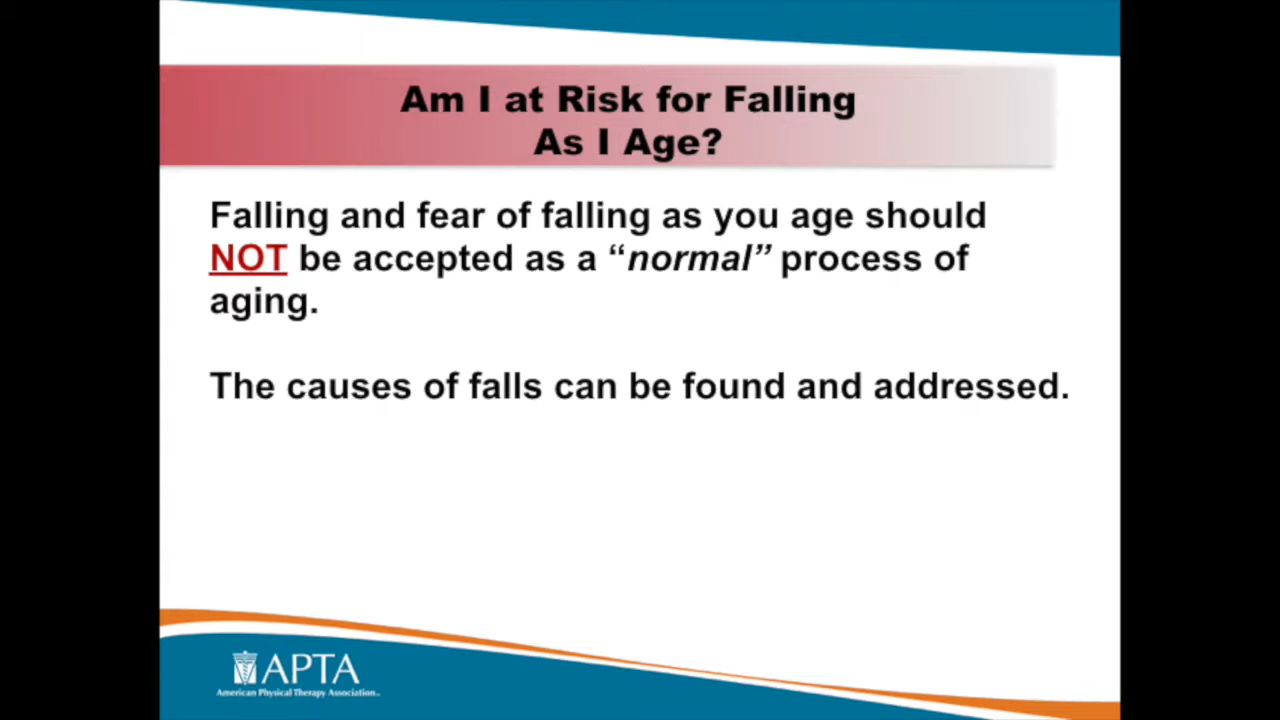 Am I at Risk for Falling
As I Age?
Falling and fear of falling as you age should
NOT be accepted as a “normal” process of
aging.
The causes of falls can be found and addressed.
APTA
American Physical Therapy Association